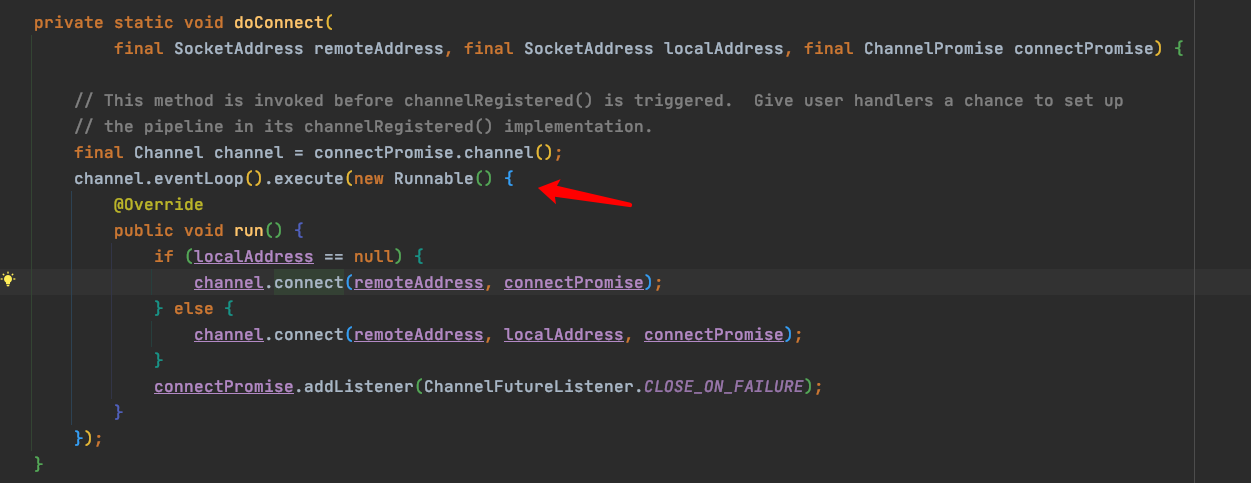 private static void doConnect(
final SocketAddress remoteAddress, final SocketAddress localAddress, final ChannelPromise connectPromise) {
// This method is invoked before channelRegistered() is triggered.  Give user handlers a chance to set up
// the pipeline in its channelRegistered() implementation.
final Channel channel = connectPromise.channel();
channel.eventLoop().execute(new Runnable() {
@Override
public void run() {
if (localAddress == null) {
channel.connect(remoteAddress, connectPromise);
} else {
channel.connect(remoteAddress, localAddress, connectPromise);
}
connectPromise.addListener(ChannelFutureListener.CLOSE_ON_FAILURE);
}
});
}